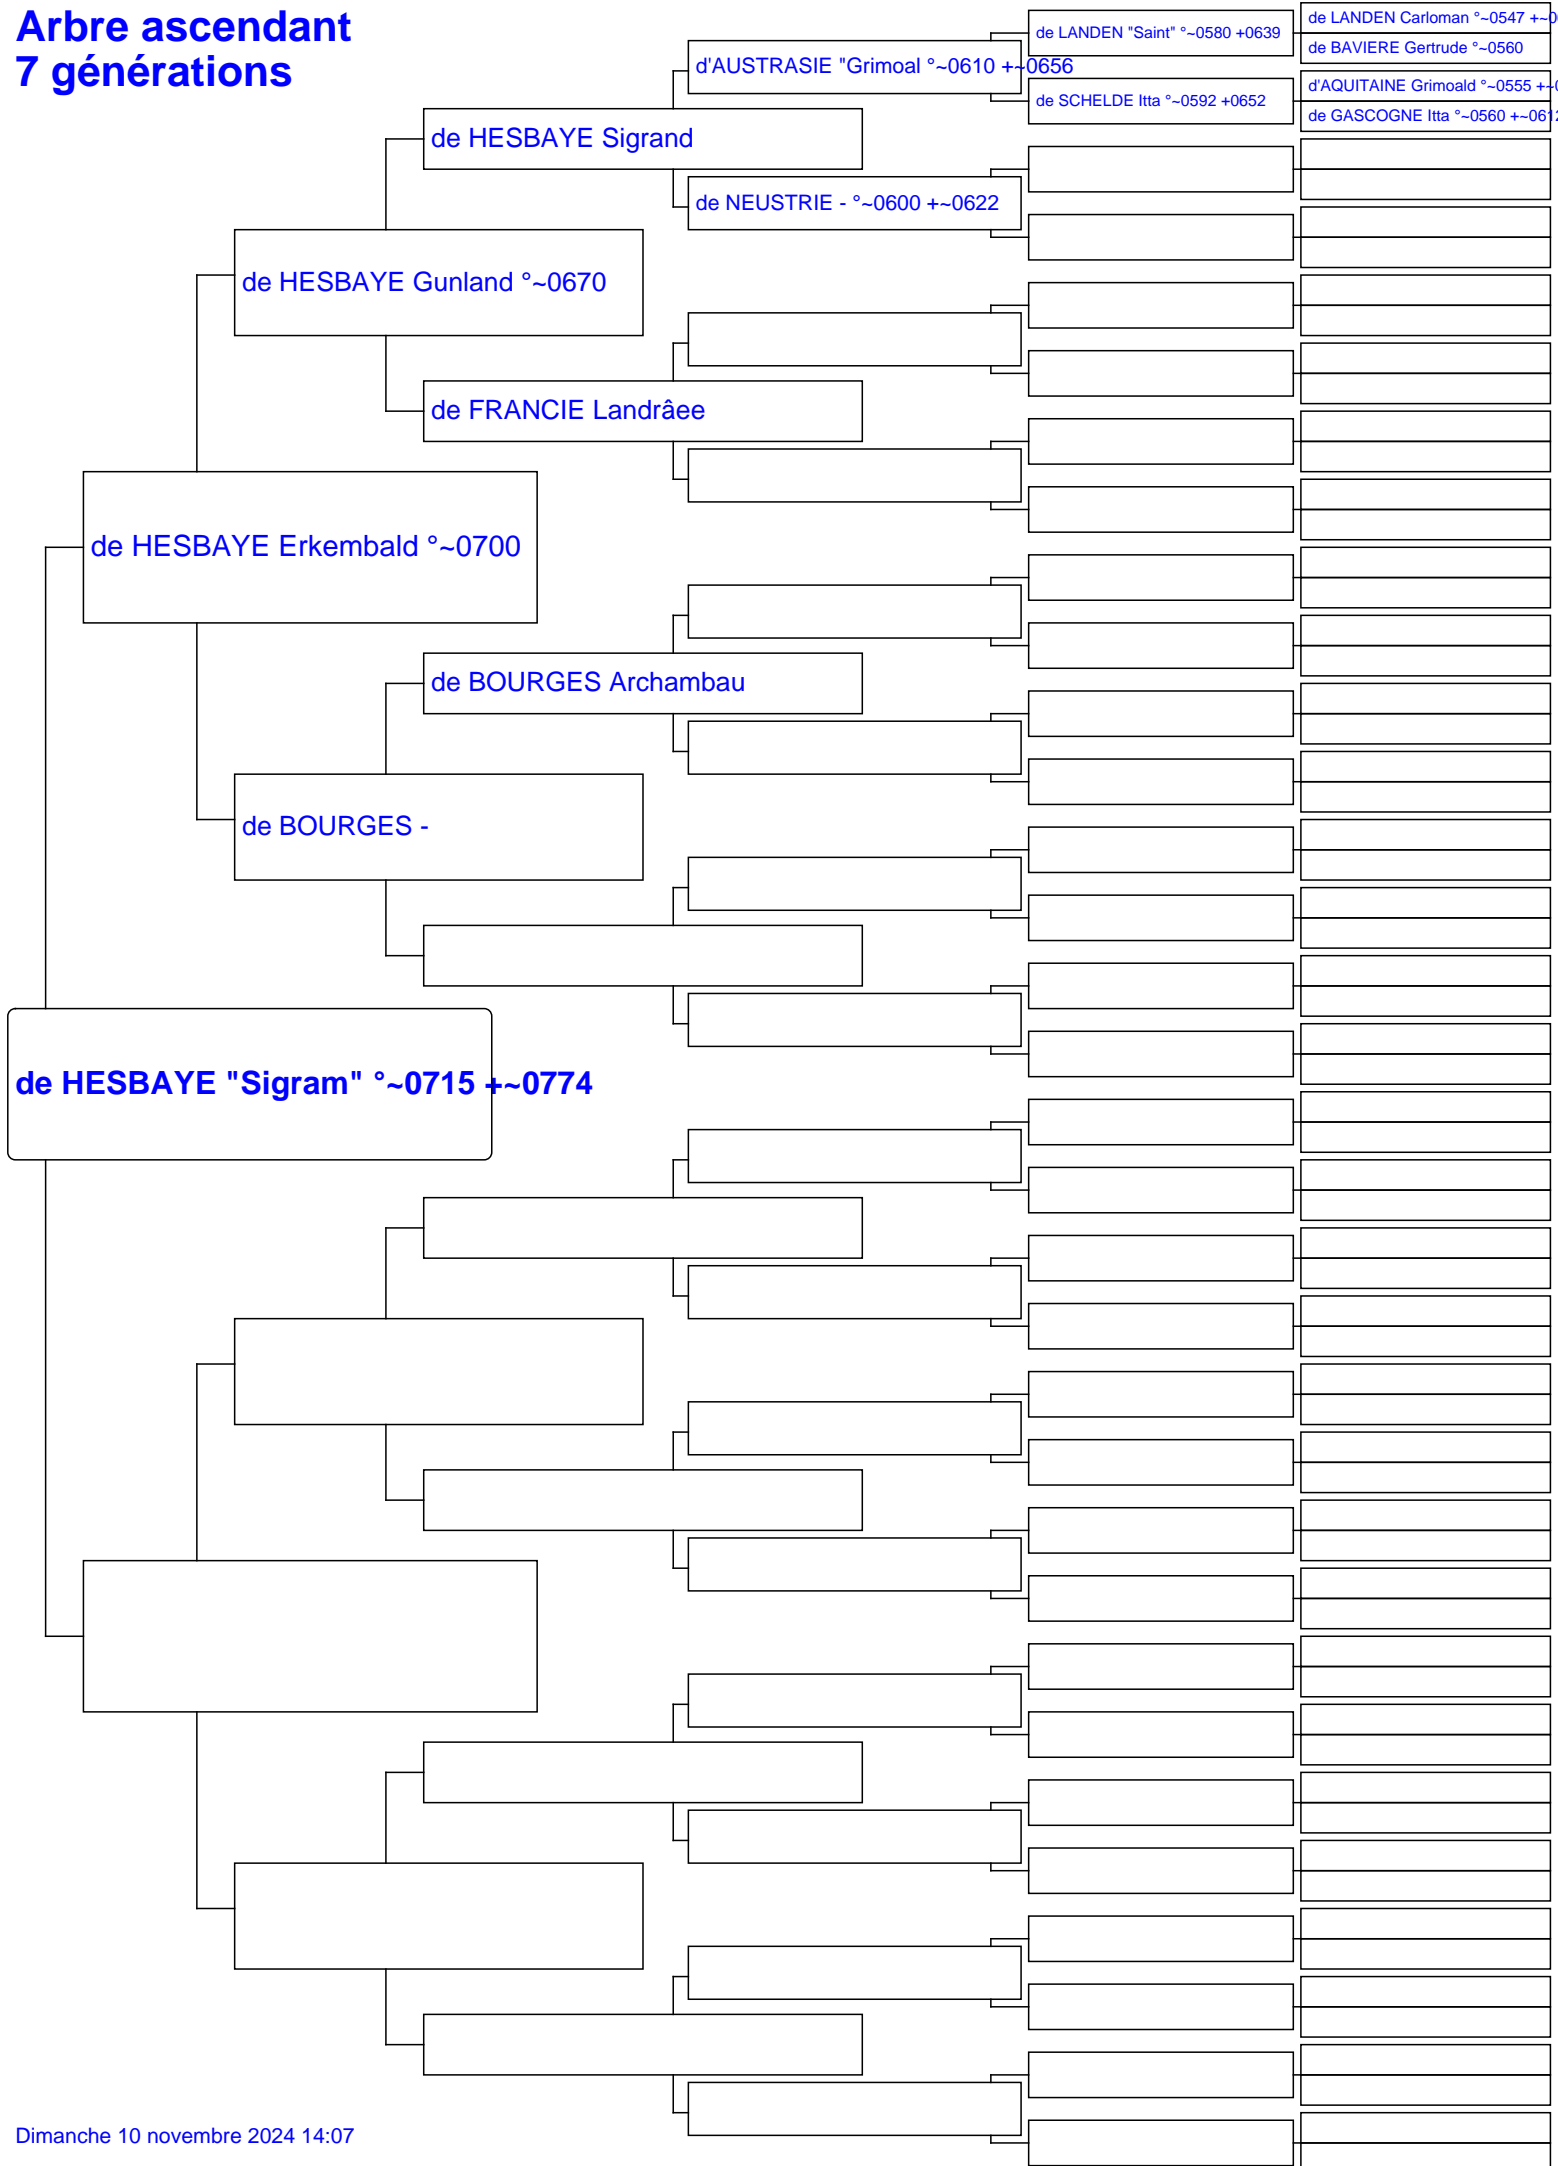 Arbre ascendant
7 générations
de LANDEN "Saint" °~0580 +0639
de LANDEN Carloman °~0547 +~0
de BAVIERE Gertrude °~0560
d'AUSTRASIE "Grimoal °~0610 +~0656
de SCHELDE Itta °~0592 +0652
d'AQUITAINE Grimoald °~0555 +~0
de GASCOGNE Itta °~0560 +~0612
de HESBAYE Sigrand
de NEUSTRIE - °~0600 +~0622
de HESBAYE Gunland °~0670
de FRANCIE Landrâee
de HESBAYE Erkembald °~0700
de BOURGES Archambau
de BOURGES -
de HESBAYE "Sigram" °~0715 +~0774
Dimanche 10 novembre 2024 14:07